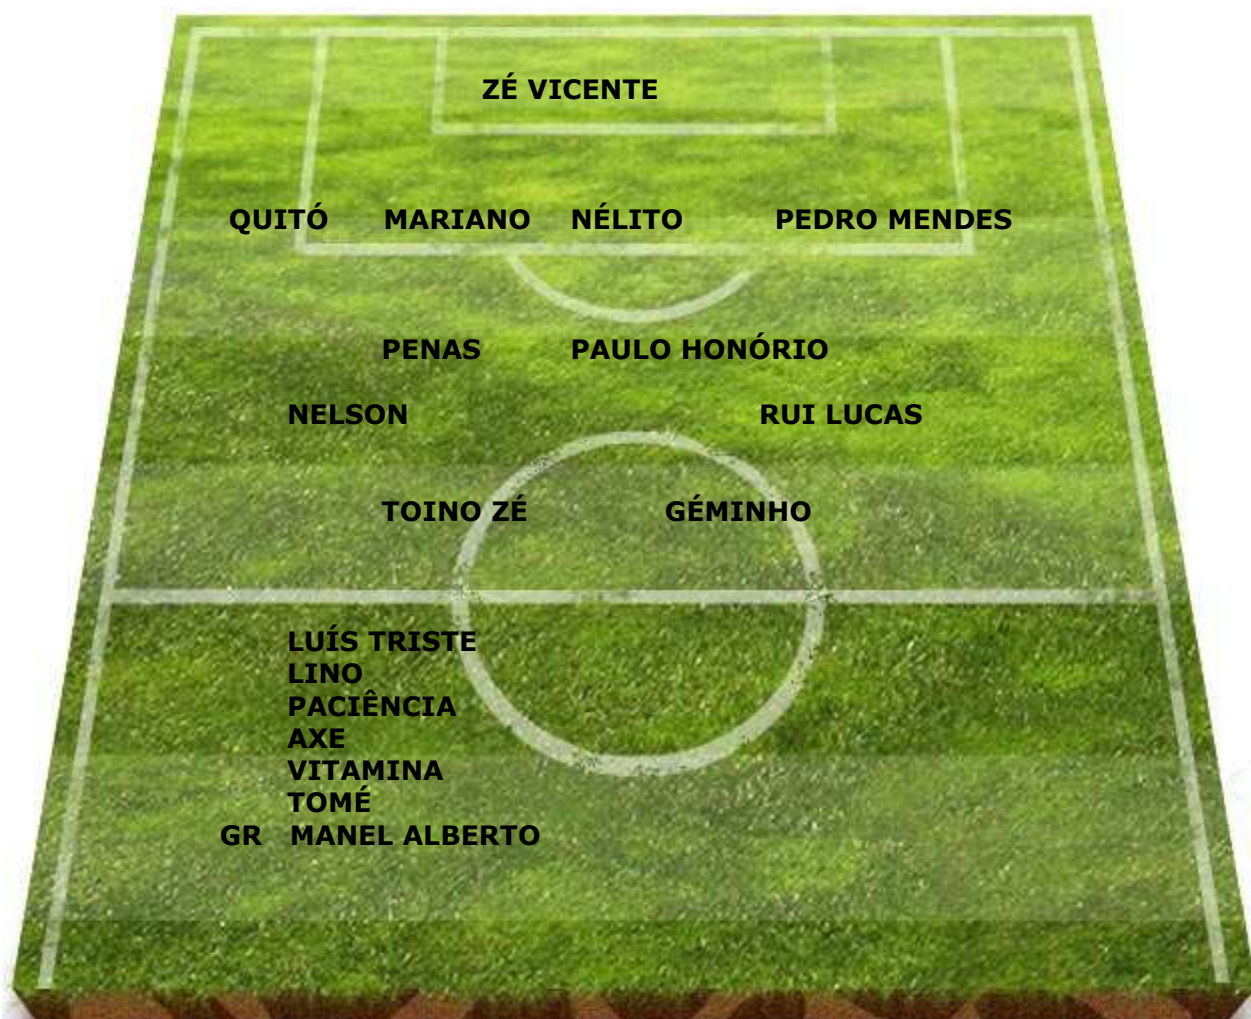 ZÉ VICENTE
QUITÓ MARIANO NÉLITO PEDRO MENDES
PENAS PAULO HONÓRIO
NELSON RUI LUCAS
TOINO ZÉ GÉMINHO
LUÍS TRISTE
LINO
PACIÊNCIA
AXE
VITAMINA
TOMÉ
GR MANEL ALBERTO